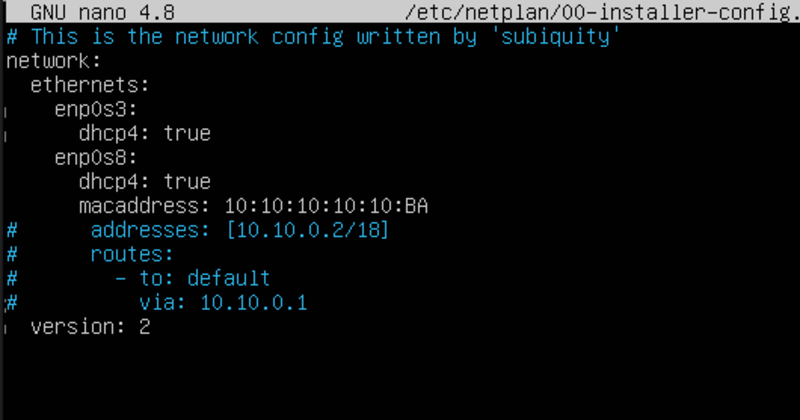 GNU nano 4.8 /etc/netplan/00-installer-config.
# This is the network config written by 'subiquity'
network:
  ethernets:
    enp0s3:
      dhcp4: true
    enp0s8:
      dhcp4: true
      macaddress: 10:10:10:10:10:BA
#      addresses: [10.10.0.2/18]
#      routes:
#        - to: default
#          via: 10.10.0.1
  version: 2